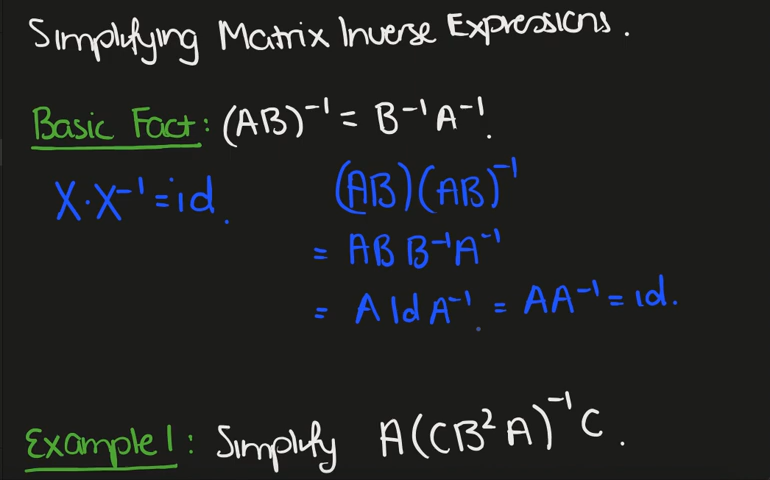 Simplifying Matrix Inverse Expressions.
Basic Fact: (AB)⁻¹ = B⁻¹A⁻¹.
X·X⁻¹ = id. (AB)(AB)⁻¹
= AB B⁻¹A⁻¹
= A Id A⁻¹ = AA⁻¹ = id.
Example 1: Simplify A(CB²A)⁻¹C.